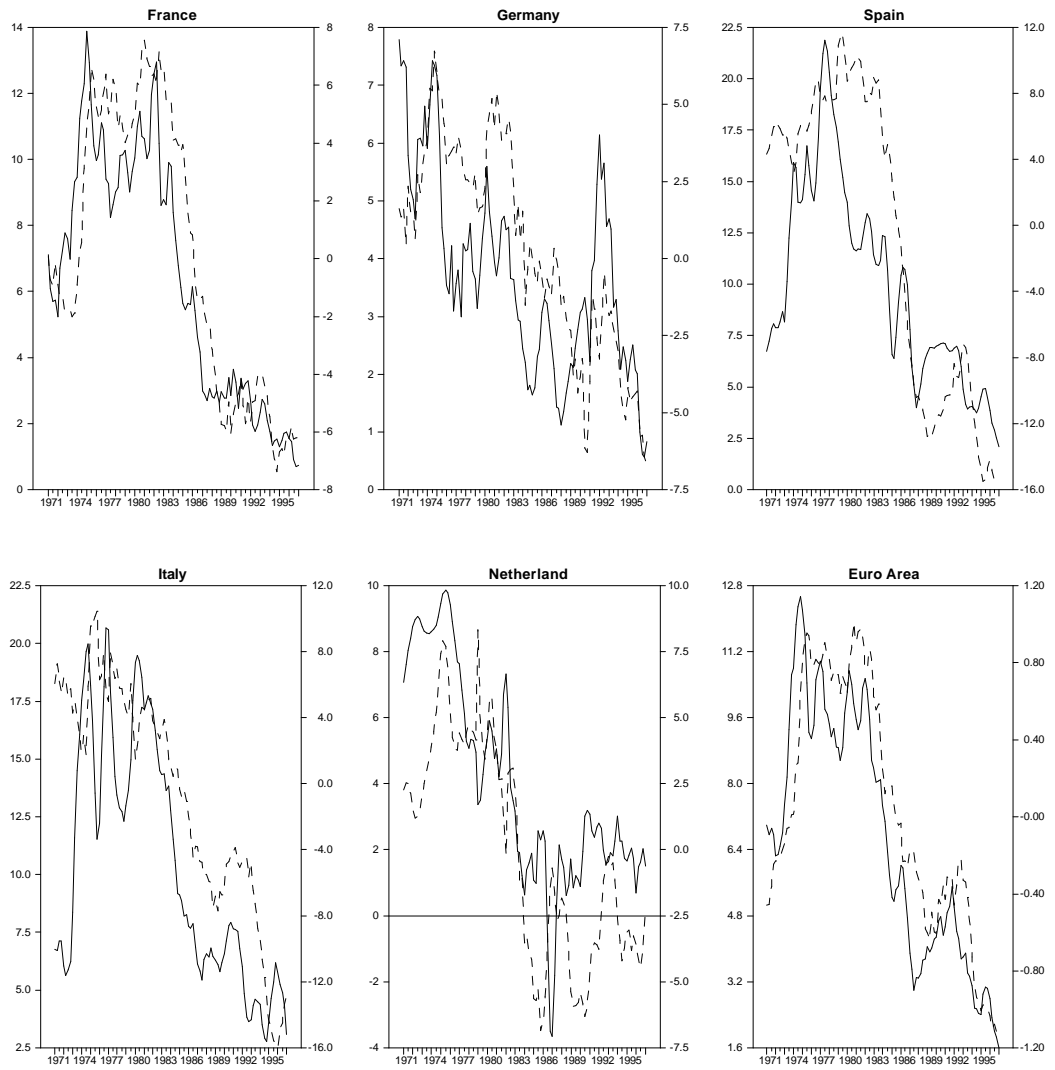 France Germany Spain
14 8 8 7.5 22.5 12.0
12 6 7 5.0 20.0 8.0
10 4 6 2.5 17.5 4.0
8 2 5 0.0 15.0 0.0
6 0 4 -2.5 12.5 -4.0
4 -2 3 -5.0 10.0 -8.0
2 -4 2 -7.5 7.5 -12.0
0 -6 1 5.0 -16.0
-8 0 2.5
0.0
1971 1974 1977 1980 1983 1986 1989 1992 1995 1971 1974 1977 1980 1983 1986 1989 1992 1995 1971 1974 1977 1980 1983 1986 1989 1992 1995
Italy Netherland Euro Area
22.5 12.0 10 10.0 12.8 1.20
20.0 8.0 8 7.5 11.2 0.80
17.5 4.0 6 5.0 9.6 0.40
15.0 0.0 4 2.5 8.0 -0.00
12.5 -4.0 2 0.0 6.4 -0.40
10.0 -8.0 0 -2.5 4.8 -0.80
7.5 -12.0 -2 -5.0 3.2 -1.20
5.0 -16.0 -4 -7.5 1.6
2.5
1971 1974 1977 1980 1983 1986 1989 1992 1995 1971 1974 1977 1980 1983 1986 1989 1992 1995 1971 1974 1977 1980 1983 1986 1989 1992 1995